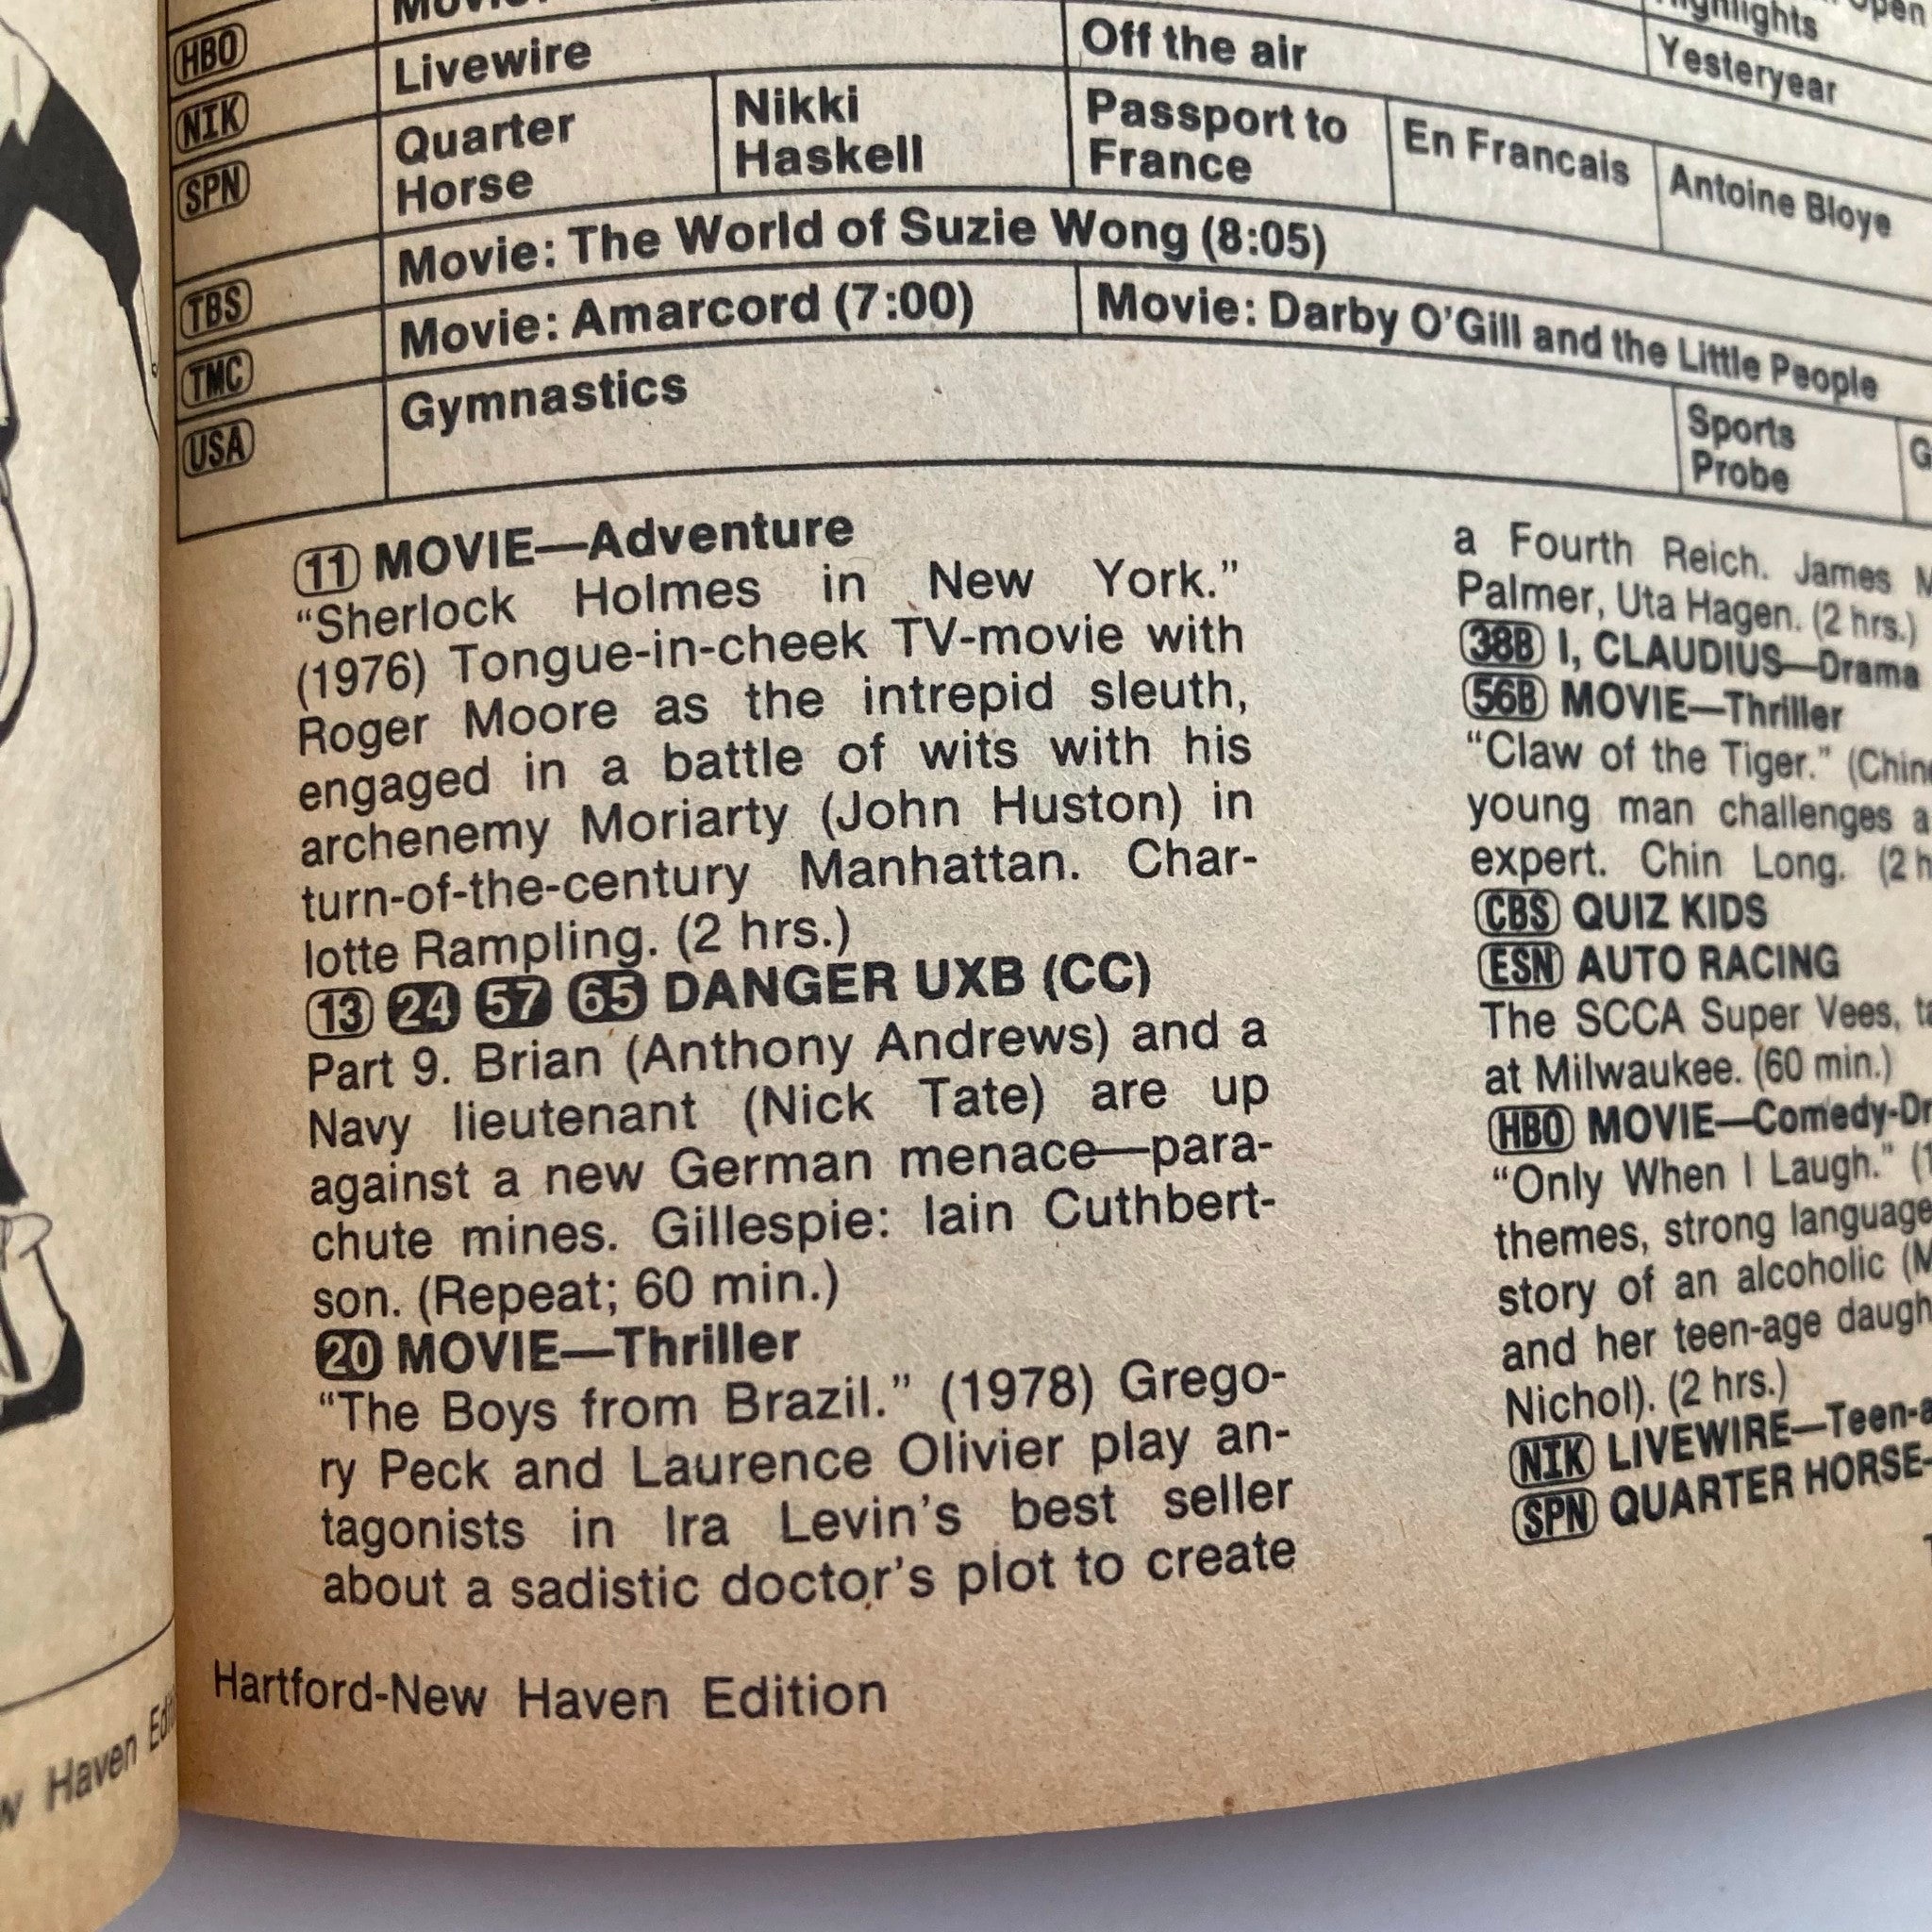 HBO
NIK
SPN
TBS
TMC
USA
Livewire
Off the air
Highlights
Yesteryear
Open
Quarter
Horse
Nikki
Haskell
Passport to
France
En Francais
Antoine Bloye
Movie: The World of Suzie Wong (8:05)
Movie: Amarcord (7:00)
Movie: Darby O'Gill and the Little People
Gymnastics
Sports
Probe
11 MOVIE—Adventure
“Sherlock Holmes in New York.”
(1976) Tongue-in-cheek TV-movie with
Roger Moore as the intrepid sleuth,
engaged in a battle of wits with his
archenemy Moriarty (John Huston) in
turn-of-the-century Manhattan. Char-
lotte Rampling. (2 hrs.)
13 24 57 65 DANGER UXB (CC)
Part 9. Brian (Anthony Andrews) and a
Navy lieutenant (Nick Tate) are up
against a new German menace—para-
chute mines. Gillespie: Iain Cuthbert-
son. (Repeat; 60 min.)
20 MOVIE—Thriller
“The Boys from Brazil.” (1978) Grego-
ry Peck and Laurence Olivier play an-
tagonists in Ira Levin's best seller
about a sadistic doctor's plot to create
a Fourth Reich. James
Palmer, Uta Hagen. (2 hrs.)
38B I, CLAUDIUS—Drama
56B MOVIE—Thriller
“Claw of the Tiger.”
young man challenges a
expert. Chin Long. (2
CBS QUIZ KIDS
ESN AUTO RACING
The SCCA Super Vees,
at Milwaukee. (60 min.)
HBO MOVIE—Comedy-Dr
“Only When I Laugh.”
themes, strong language
story of an alcoholic
and her teen-age daugh
Nichol). (2 hrs.)
NIK LIVEWIRE—Teen-a
SPN QUARTER HORSE—
Hartford-New Haven Edition
w Haven Edit